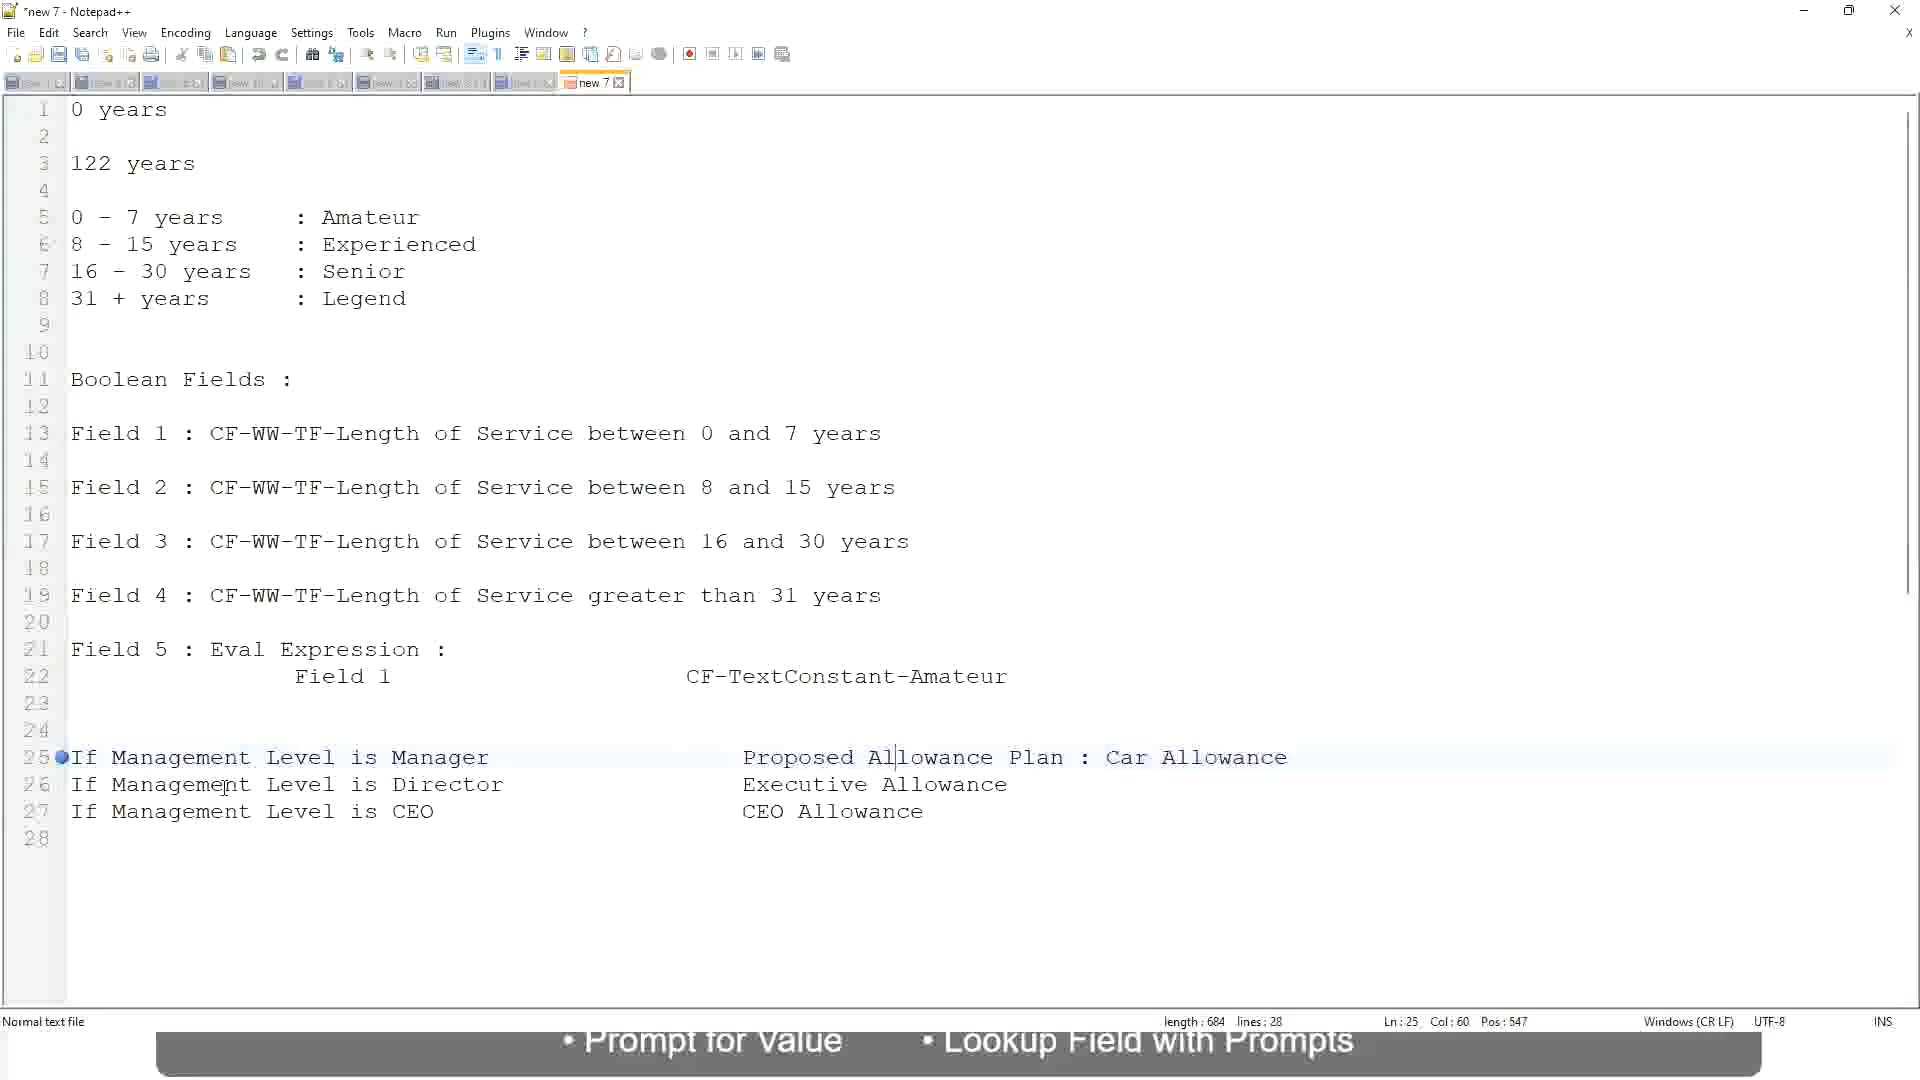 *new 7 - Notepad++
File Edit Search View Encoding Language Settings Tools Macro Run Plugins Window ? X
new 7
1 0 years
2
3 122 years
4
5 0 - 7 years : Amateur
6 8 - 15 years : Experienced
7 16 - 30 years : Senior
8 31 + years : Legend
9
10
11 Boolean Fields :
12
13 Field 1 : CF-WW-TF-Length of Service between 0 and 7 years
14
15 Field 2 : CF-WW-TF-Length of Service between 8 and 15 years
16
17 Field 3 : CF-WW-TF-Length of Service between 16 and 30 years
18
19 Field 4 : CF-WW-TF-Length of Service greater than 31 years
20
21 Field 5 : Eval Expression :
22 Field 1 CF-TextConstant-Amateur
23
24
25 If Management Level is Manager Proposed Allowance Plan : Car Allowance
26 If Management Level is Director Executive Allowance
27 If Management Level is CEO CEO Allowance
28
Normal text file length : 684 lines : 28 Ln : 25 Col : 60 Pos : 547 Windows (CR LF) UTF-8 INS
• Prompt for Value • Lookup Field with Prompts